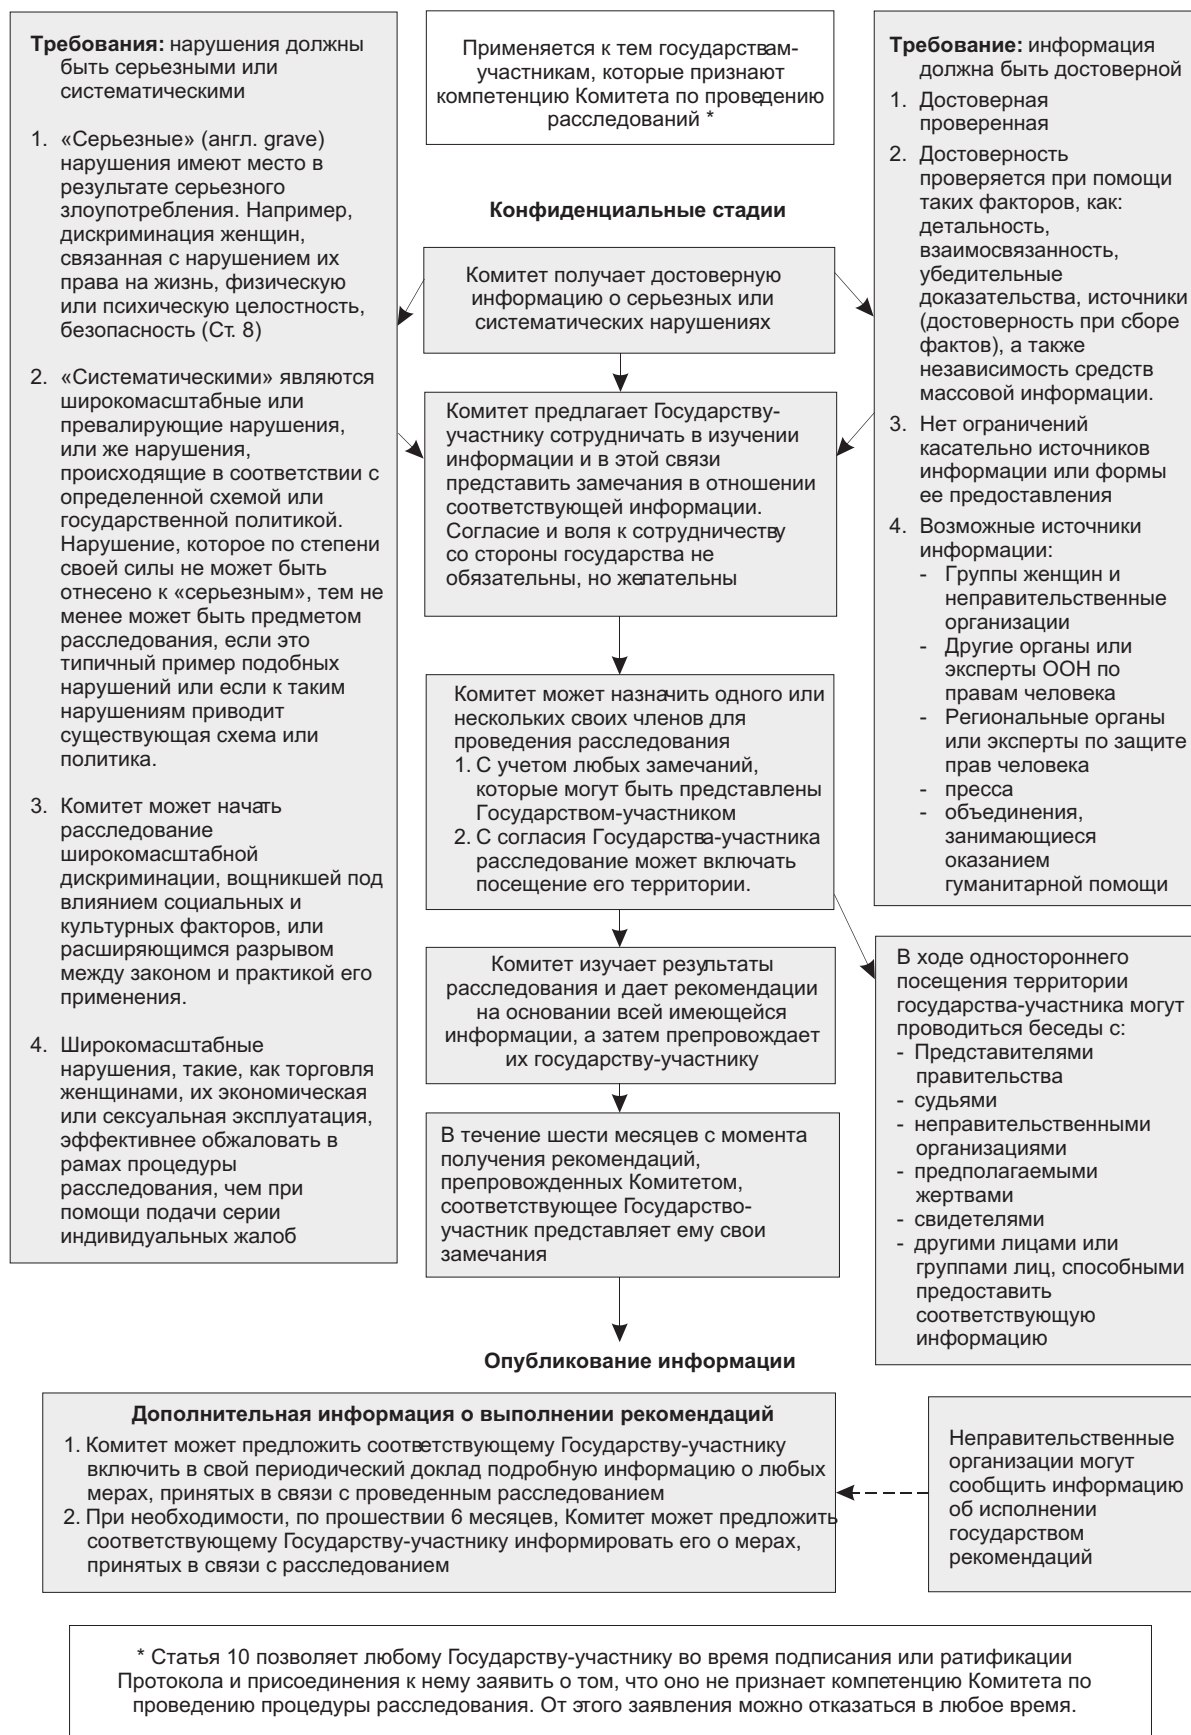 Требования: нарушения должны
быть серьезными или
систематическими
1. «Серьезные» (англ. grave)
нарушения имеют место в
результате серьезного
злоупотребления. Например,
дискриминация женщин,
связанная с нарушением их
права на жизнь, физическую
или психическую целостность,
безопасность (Ст. 8)
2. «Систематическими» являются
широкомасштабные или
превалирующие нарушения,
или же нарушения,
происходящие в соответствии с
определенной схемой или
государственной политикой.
Нарушение, которое по степени
своей силы не может быть
отнесено к «серьезным», тем не
менее может быть предметом
расследования, если это
типичный пример подобных
нарушений или если к таким
нарушениям приводит
существующая схема или
политика.
3. Комитет может начать
расследование
широкомасштабной
дискриминации, вощникшей под
влиянием социальных и
культурных факторов, или
расширяющимся разрывом
между законом и практикой его
применения.
4. Широкомасштабные
нарушения, такие, как торговля
женщинами, их экономическая
или сексуальная эксплуатация,
эффективнее обжаловать в
рамах процедуры
расследования, чем при
помощи подачи серии
индивидуальных жалоб
Применяется к тем государствам-
участникам, которые признают
компетенцию Комитета по проведению
расследований *
Конфиденциальные стадии
Комитет получает достоверную
информацию о серьезных или
систематических нарушениях
Комитет предлагает Государству-
участнику сотрудничать в изучении
информации и в этой связи
представить замечания в отношении
соответствующей информации.
Согласие и воля к сотрудничеству
со стороны государства не
обязательны, но желательны
Комитет может назначить одного или
нескольких своих членов для
проведения расследования
1. С учетом любых замечаний,
которые могут быть представлены
Государством-участником
2. С согласия Государства-участника
расследование может включать
посещение его территории.
Комитет изучает результаты
расследования и дает рекомендации
на основании всей имеющейся
информации, а затем препровождает
их государству-участнику
В течение шести месяцев с момента
получения рекомендаций,
препровожденных Комитетом,
соответствующее Государство-
участник представляет ему свои
замечания
Опубликование информации
Требование: информация
должна быть достоверной
1. Достоверная
проверенная
2. Достоверность
проверяется при помощи
таких факторов, как:
детальность,
взаимосвязанность,
убедительные
доказательства, источники
(достоверность при сборе
фактов), а также
независимость средств
массовой информации.
3. Нет ограничений
касательно источников
информации или формы
ее предоставления
4. Возможные источники
информации:
- Группы женщин и
неправительственные
организации
- Другие органы или
эксперты ООН по
правам человека
- Региональные органы
или эксперты по защите
прав человека
- пресса
- объединения,
занимающиеся
оказанием
гуманитарной помощи
В ходе одностороннего
посещения территории
государства-участника могут
проводиться беседы с:
- Представителями
правительства
- судьями
- неправительственными
организациями
- предполагаемыми
жертвами
- свидетелями
- другими лицами или
группами лиц, способными
предоставить
соответствующую
информацию
Дополнительная информация о выполнении рекомендаций
1. Комитет может предложить соответствующему Государству-участнику
включить в свой периодический доклад подробную информацию о любых
мерах, принятых в связи с проведенным расследованием
2. При необходимости, по прошествии 6 месяцев, Комитет может предложить
соответствующему Государству-участнику информировать его о мерах,
принятых в связи с расследованием
Неправительственные
организации могут
сообщить информацию
об исполнении
государством
рекомендаций
* Статья 10 позволяет любому Государству-участнику во время подписания или ратификации
Протокола и присоединения к нему заявить о том, что оно не признает компетенцию Комитета по
проведению процедуры расследования. От этого заявления можно отказаться в любое время.